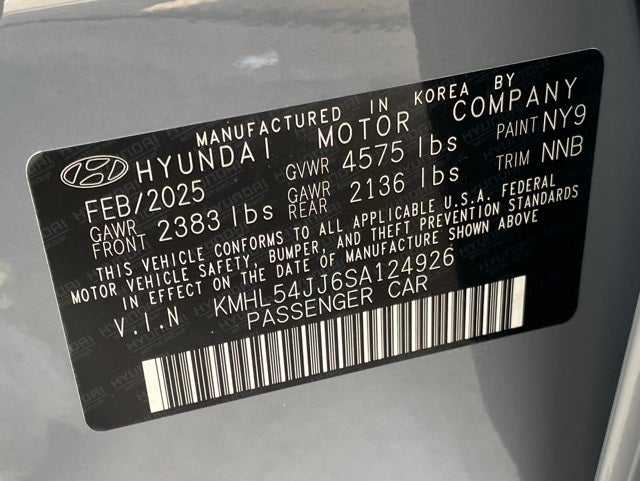 MANUFACTURED IN KOREA BY
HYUNDAI MOTOR COMPANY
FEB/2025 GVWR 4575 lbs PAINT NY9
GAWR FRONT 2383 lbs GAWR REAR 2136 lbs TRIM NNB
THIS VEHICLE CONFORMS TO ALL APPLICABLE U.S.A. FEDERAL
MOTOR VEHICLE SAFETY, BUMPER, AND THEFT PREVENTION STANDARDS
IN EFFECT ON THE DATE OF MANUFACTURE SHOWN ABOVE
V.I.N KMHL54JJ6SA124926
PASSENGER CAR